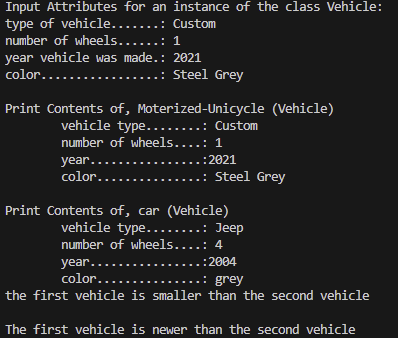 Input Attributes for an instance of the class Vehicle:
type of vehicle.......: Custom
number of wheels......: 1
year vehicle was made.: 2021
color.................: Steel Grey
Print Contents of, Moterized-Unicycle (Vehicle)
vehicle type........: Custom
number of wheels....: 1
year................:2021
color...............: Steel Grey
Print Contents of, car (Vehicle)
vehicle type........: Jeep
number of wheels....: 4
year................:2004
color...............: grey
the first vehicle is smaller than the second vehicle
The first vehicle is newer than the second vehicle